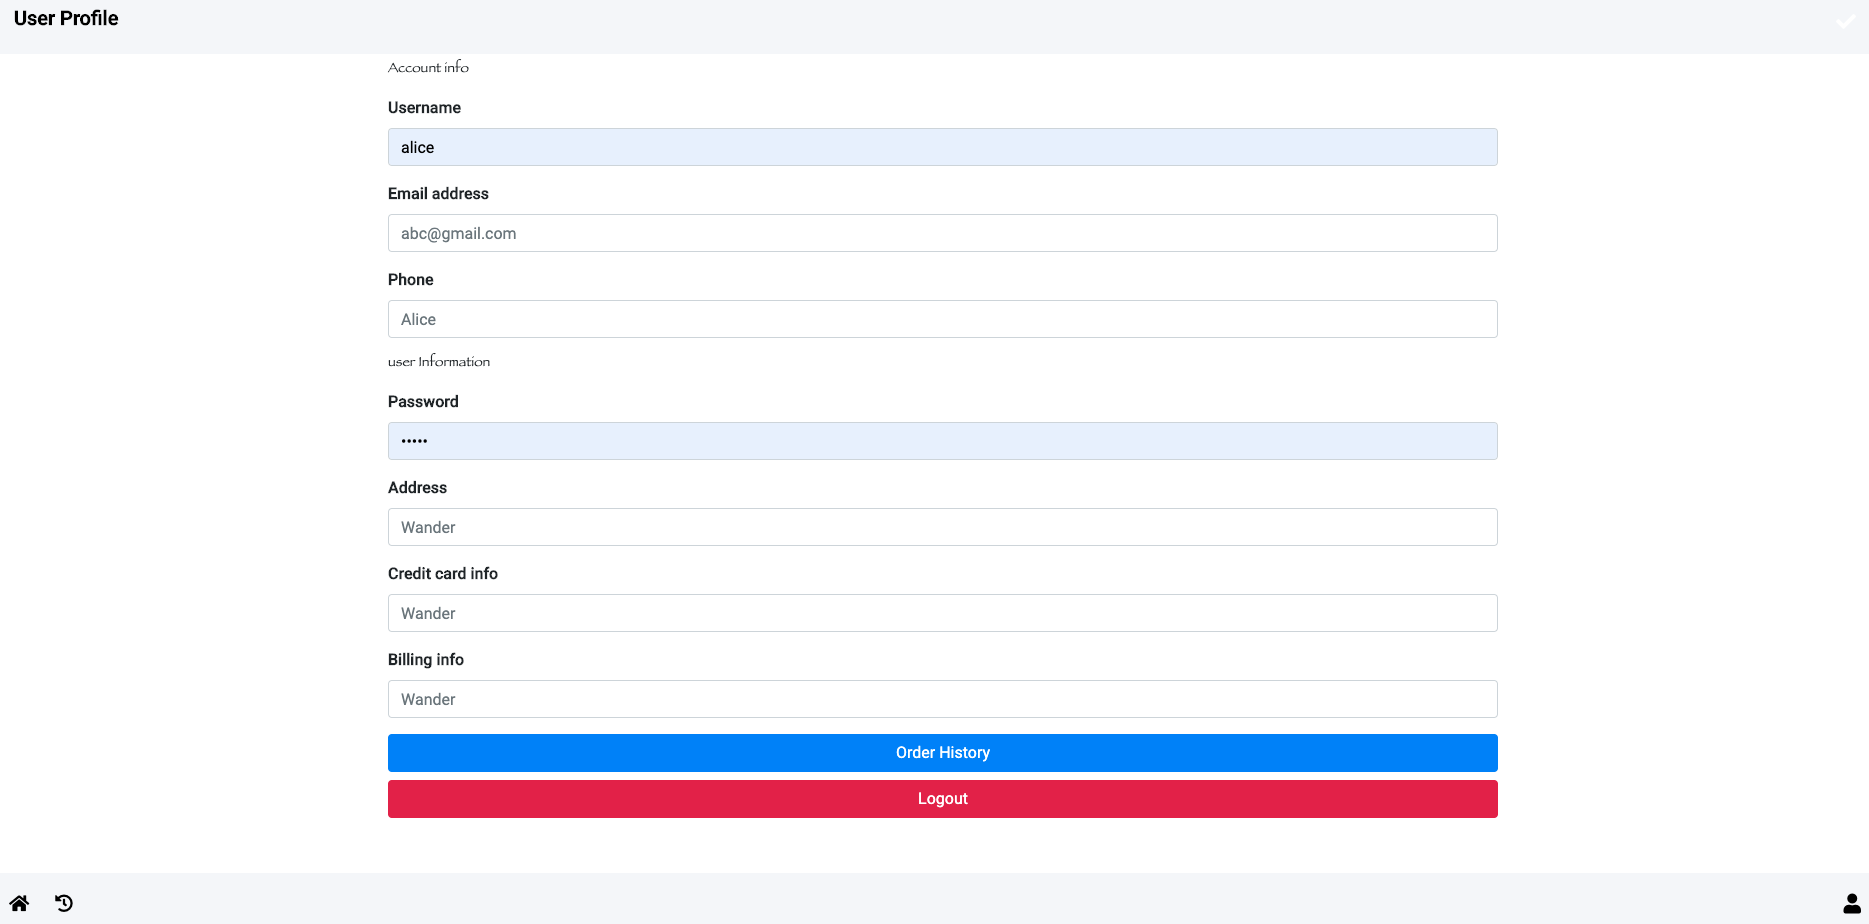 User Profile
Account info
Username
alice
Email address
abc@gmail.com
Phone
Alice
user Information
Password
•••••
Address
Wander
Credit card info
Wander
Billing info
Wander
Order History
Logout